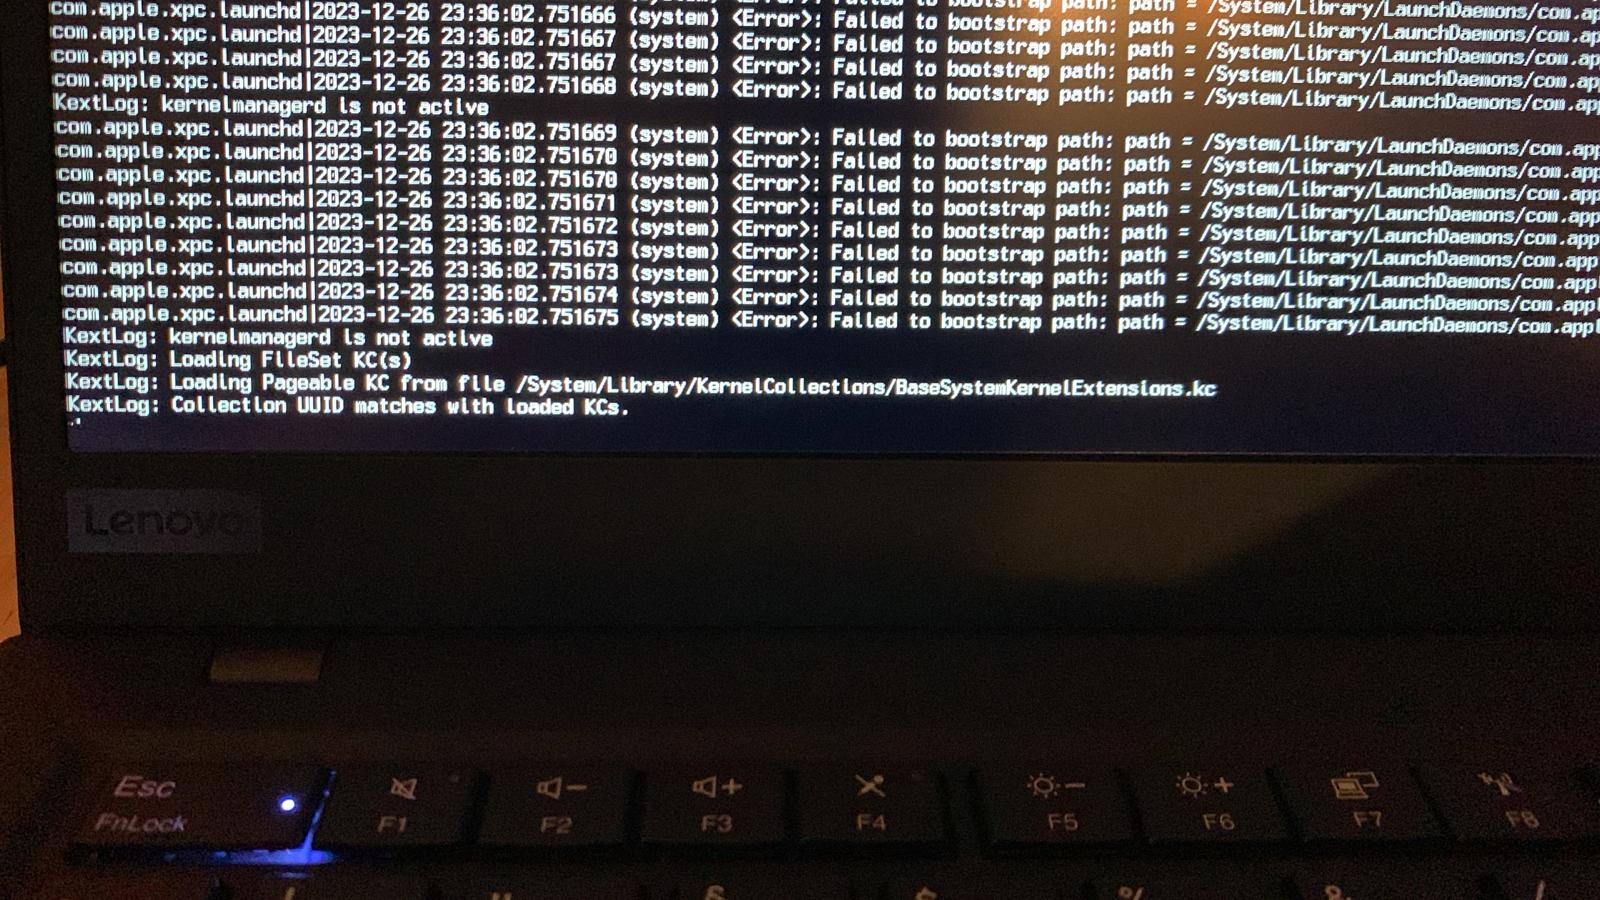 com.apple.xpc.launchd|2023-12-26 23:36:02.751666 (system) <Error>: Failed to bootstrap path: path = /System/Library/LaunchDaemons/com.ap
com.apple.xpc.launchd|2023-12-26 23:36:02.751667 (system) <Error>: Failed to bootstrap path: path = /System/Library/LaunchDaemons/com.ap
com.apple.xpc.launchd|2023-12-26 23:36:02.751667 (system) <Error>: Failed to bootstrap path: path = /System/Library/LaunchDaemons/com.ap
com.apple.xpc.launchd|2023-12-26 23:36:02.751668 (system) <Error>: Failed to bootstrap path: path = /System/Library/LaunchDaemons/com.ap
KextLog: kernelmanagerd is not active
com.apple.xpc.launchd|2023-12-26 23:36:02.751669 (system) <Error>: Failed to bootstrap path: path = /System/Library/LaunchDaemons/com.app
com.apple.xpc.launchd|2023-12-26 23:36:02.751670 (system) <Error>: Failed to bootstrap path: path = /System/Library/LaunchDaemons/com.app
com.apple.xpc.launchd|2023-12-26 23:36:02.751670 (system) <Error>: Failed to bootstrap path: path = /System/Library/LaunchDaemons/com.app
com.apple.xpc.launchd|2023-12-26 23:36:02.751671 (system) <Error>: Failed to bootstrap path: path = /System/Library/LaunchDaemons/com.app
com.apple.xpc.launchd|2023-12-26 23:36:02.751672 (system) <Error>: Failed to bootstrap path: path = /System/Library/LaunchDaemons/com.app
com.apple.xpc.launchd|2023-12-26 23:36:02.751673 (system) <Error>: Failed to bootstrap path: path = /System/Library/LaunchDaemons/com.app
com.apple.xpc.launchd|2023-12-26 23:36:02.751673 (system) <Error>: Failed to bootstrap path: path = /System/Library/LaunchDaemons/com.app
com.apple.xpc.launchd|2023-12-26 23:36:02.751674 (system) <Error>: Failed to bootstrap path: path = /System/Library/LaunchDaemons/com.appl
com.apple.xpc.launchd|2023-12-26 23:36:02.751675 (system) <Error>: Failed to bootstrap path: path = /System/Library/LaunchDaemons/com.appl
KextLog: kernelmanagerd is not active
KextLog: Loading FileSet KC(s)
KextLog: Loading Pageable KC from file /System/Library/KernelCollections/BaseSystemKernelExtensions.kc
KextLog: Collection UUID matches with loaded KCs.
Lenovo
Esc
FnLock
F1
F2
F3
F4
F5
F6
F7
F8